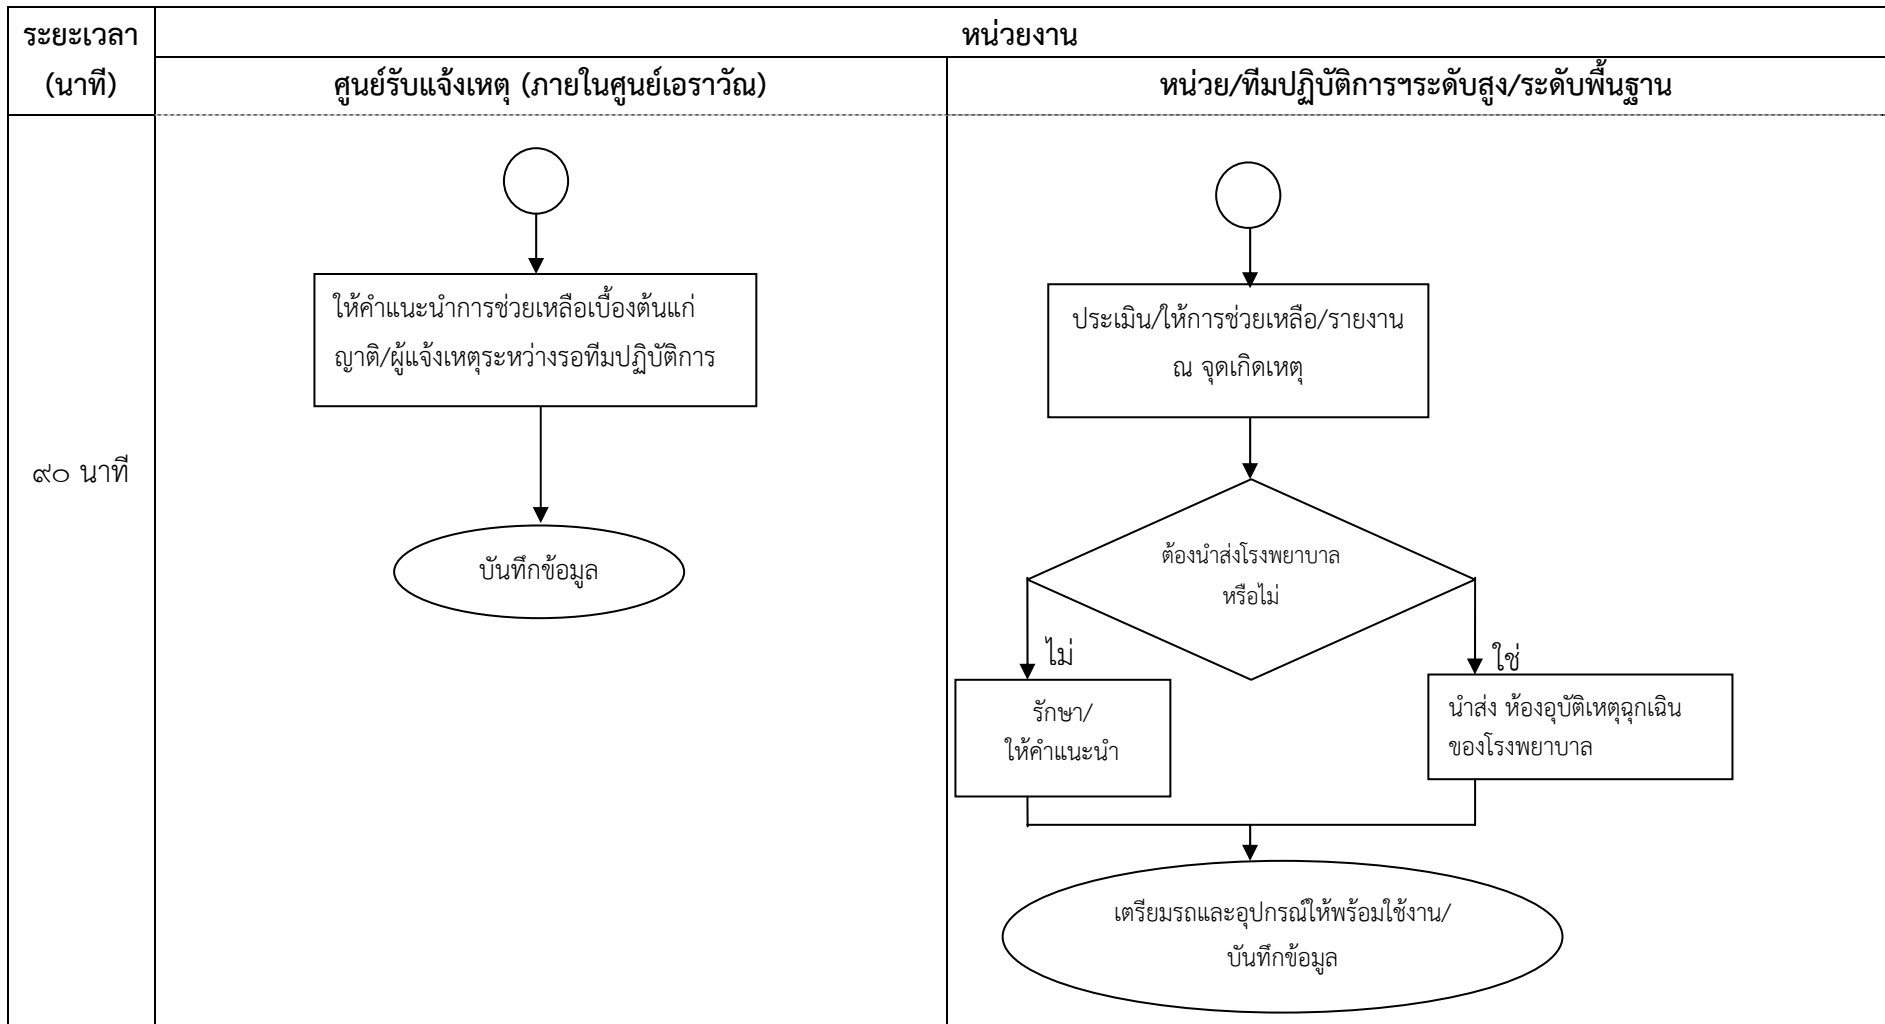 ระยะเวลา
(นาที)
หน่วยงาน
ศูนย์รับแจ้งเหตุ (ภายในศูนย์เอราวัณ)
หน่วย/ทีมปฏิบัติการฯระดับสูง/ระดับพื้นฐาน
๙๐ นาที
ให้คำแนะนำการช่วยเหลือเบื้องต้นแก่
ญาติ/ผู้แจ้งเหตุระหว่างรอทีมปฏิบัติการ
บันทึกข้อมูล
ประเมิน/ให้การช่วยเหลือ/รายงาน
ณ จุดเกิดเหตุ
ต้องนำส่งโรงพยาบาล
หรือไม่
ไม่
ใช่
รักษา/
ให้คำแนะนำ
นำส่ง ห้องอุบัติเหตุฉุกเฉิน
ของโรงพยาบาล
เตรียมรถและอุปกรณ์ให้พร้อมใช้งาน/
บันทึกข้อมูล